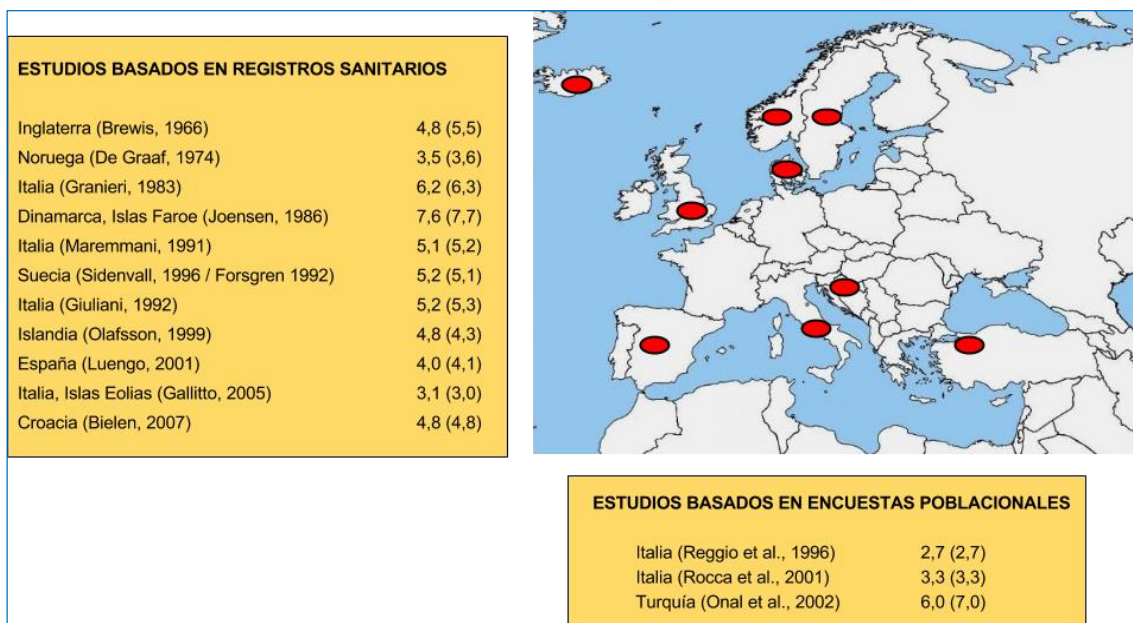 ESTUDIOS BASADOS EN REGISTROS SANITARIOS
Inglaterra (Brewis, 1966) 4,8 (5,5)
Noruega (De Graaf, 1974) 3,5 (3,6)
Italia (Granieri, 1983) 6,2 (6,3)
Dinamarca, Islas Faroe (Joensen, 1986) 7,6 (7,7)
Italia (Maremmani, 1991) 5,1 (5,2)
Suecia (Sidenvall, 1996 / Forsgren 1992) 5,2 (5,1)
Italia (Giuliani, 1992) 5,2 (5,3)
Islandia (Olafsson, 1999) 4,8 (4,3)
España (Luengo, 2001) 4,0 (4,1)
Italia, Islas Eolias (Gallitto, 2005) 3,1 (3,0)
Croacia (Bielen, 2007) 4,8 (4,8)
ESTUDIOS BASADOS EN ENCUESTAS POBLACIONALES
Italia (Reggio et al., 1996) 2,7 (2,7)
Italia (Rocca et al., 2001) 3,3 (3,3)
Turquía (Onal et al., 2002) 6,0 (7,0)